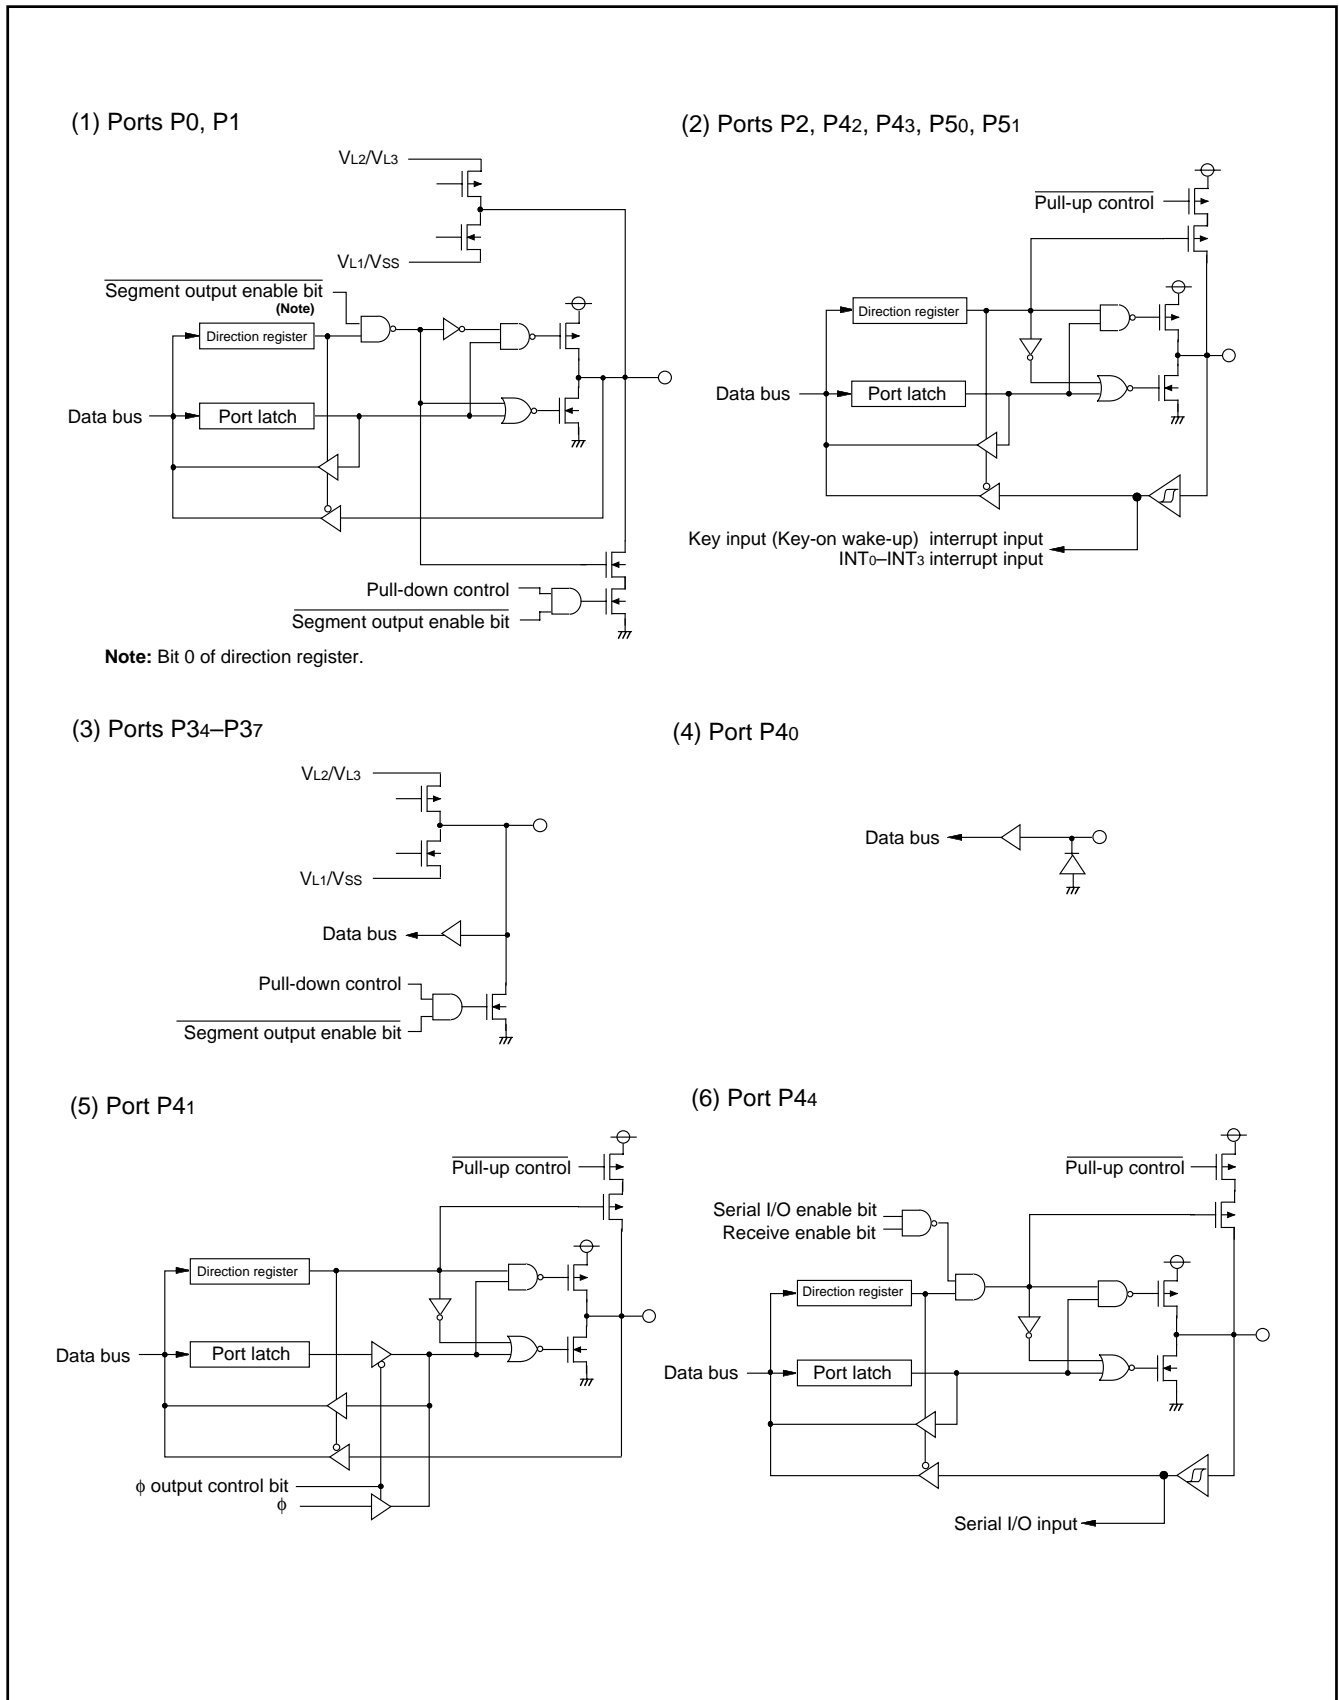 (1) Ports P0, P1
VL2/VL3
VL1/VSS
Segment output enable bit
(Note)
Direction register
Data bus
Port latch
Pull-down control
Segment output enable bit
Note: Bit 0 of direction register.
(2) Ports P2, P42, P43, P50, P51
Pull-up control
Direction register
Data bus
Port latch
Key input (Key-on wake-up) interrupt input
INT0–INT3 interrupt input
(3) Ports P34–P37
VL2/VL3
VL1/VSS
Data bus
Pull-down control
Segment output enable bit
(4) Port P40
Data bus
(5) Port P41
Pull-up control
Direction register
Data bus
Port latch
ϕ output control bit
ϕ
(6) Port P44
Pull-up control
Serial I/O enable bit
Receive enable bit
Direction register
Data bus
Port latch
Serial I/O input